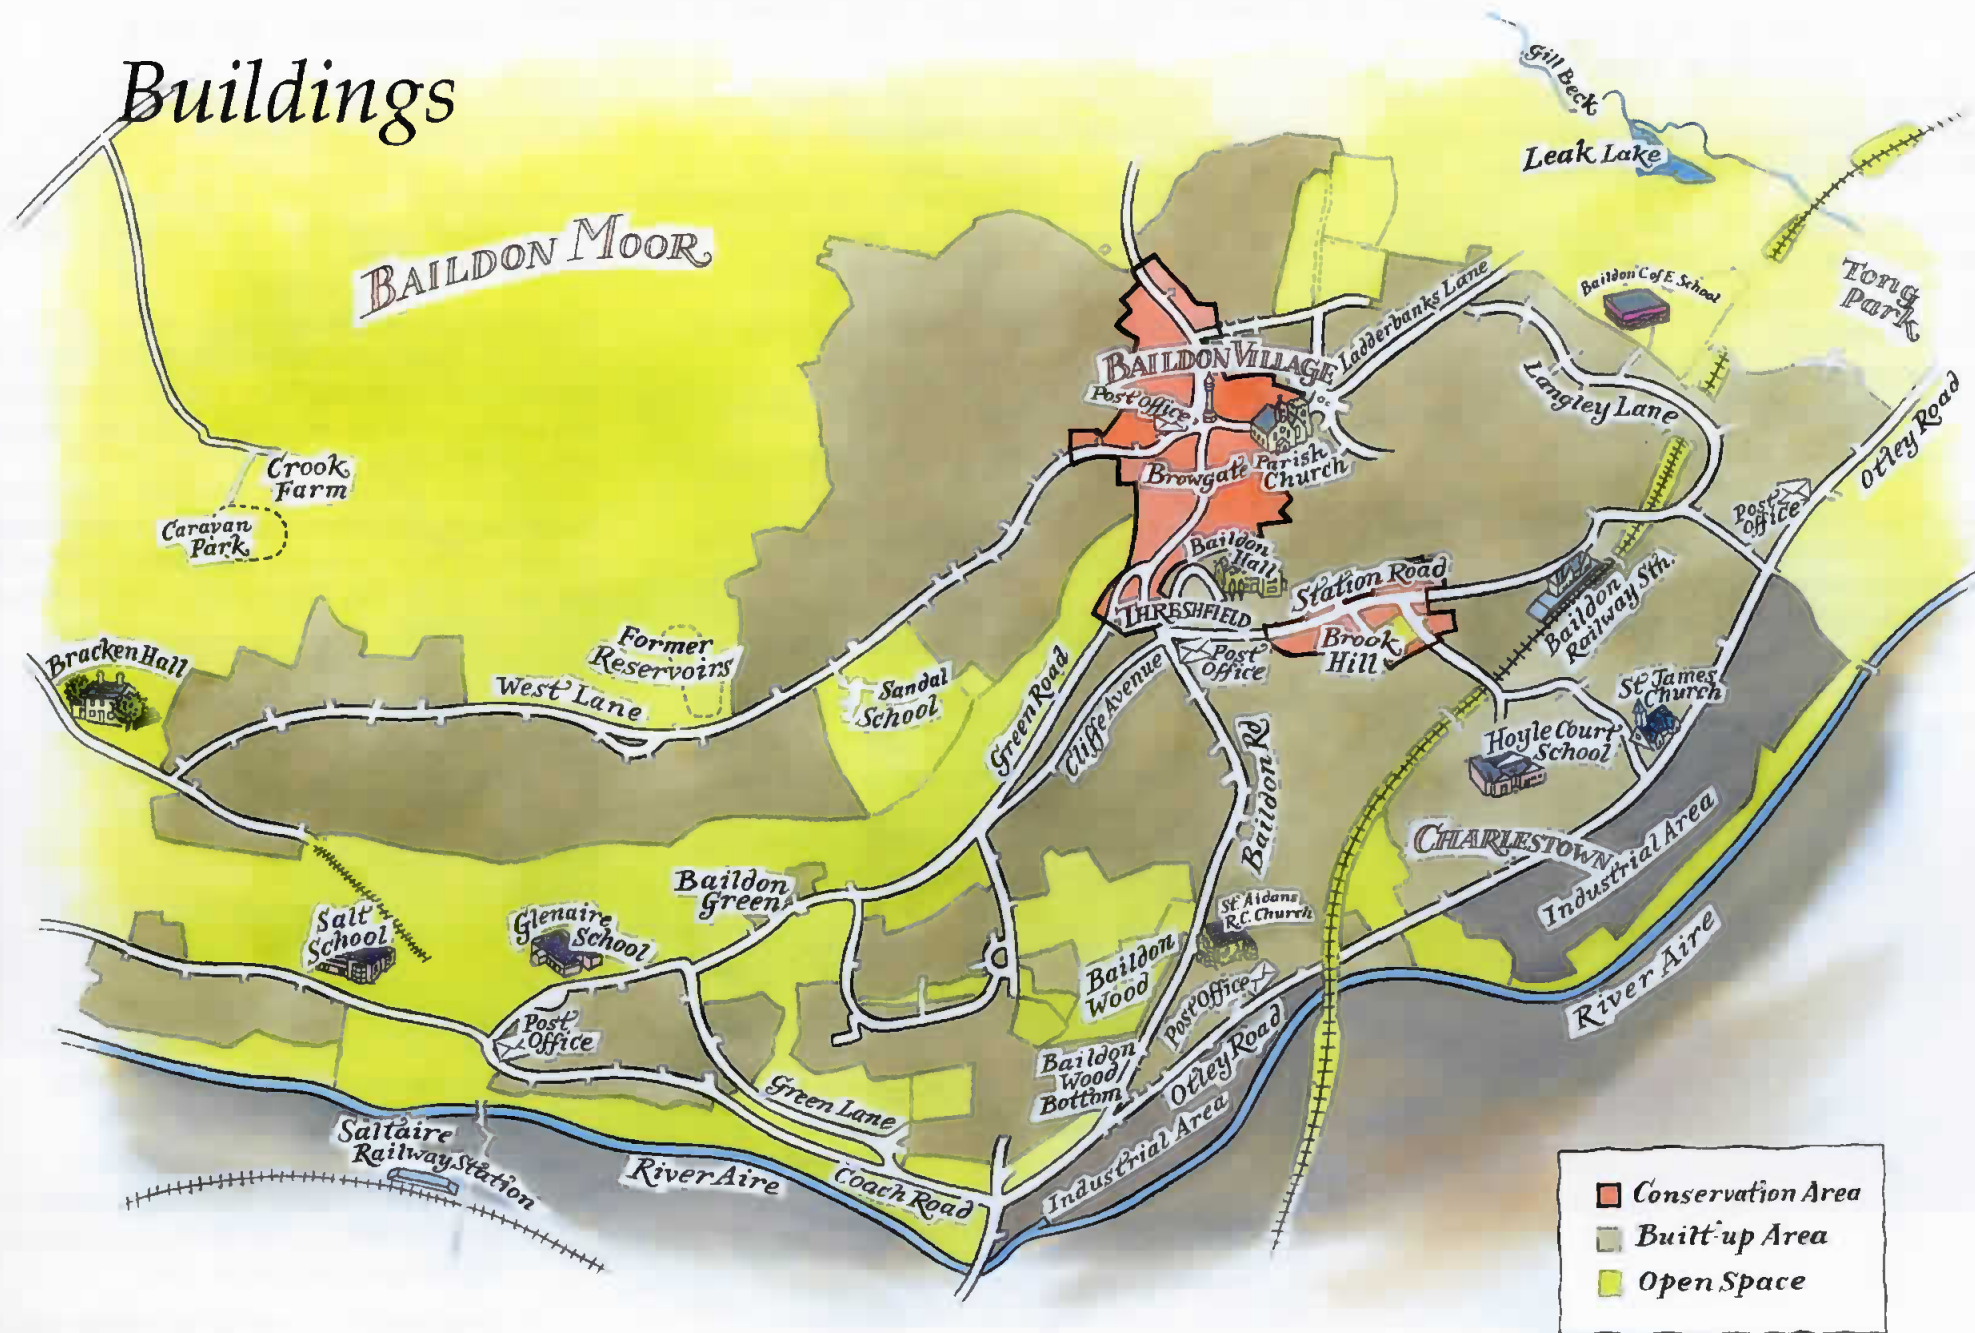 Buildings
Gill Beck
Leak Lake
BAILDON MOOR
Tong
Park
Baildon C of E. School
Ladderbanks Lane
BAILDON VILLAGE
Post Office
Langley Lane
Otley Road
Crook
Farm
Browgate
Parish
Church
Caravan
Park
Post
Office
Baildon
Hall
Station Road
Baildon
Railway Stn.
THRESHFIELD
Brook
Hill
Post
Office
Bracken Hall
Former
Reservoirs
West Lane
Sandal
School
Green Road
Cliffe Avenue
Baildon Rd
St. James
Church
Hoyle Court
School
CHARLESTOWN
Industrial Area
Baildon
Green
Salt
School
Glenaire
School
St. Aidans
R.C. Church
Baildon
Wood
Post Office
River Aire
Post
Office
Baildon
Wood
Bottom
Otley Road
Green Lane
Industrial Area
Saltaire
Railway Station
River Aire
Coach Road
Conservation Area
Built-up Area
Open Space